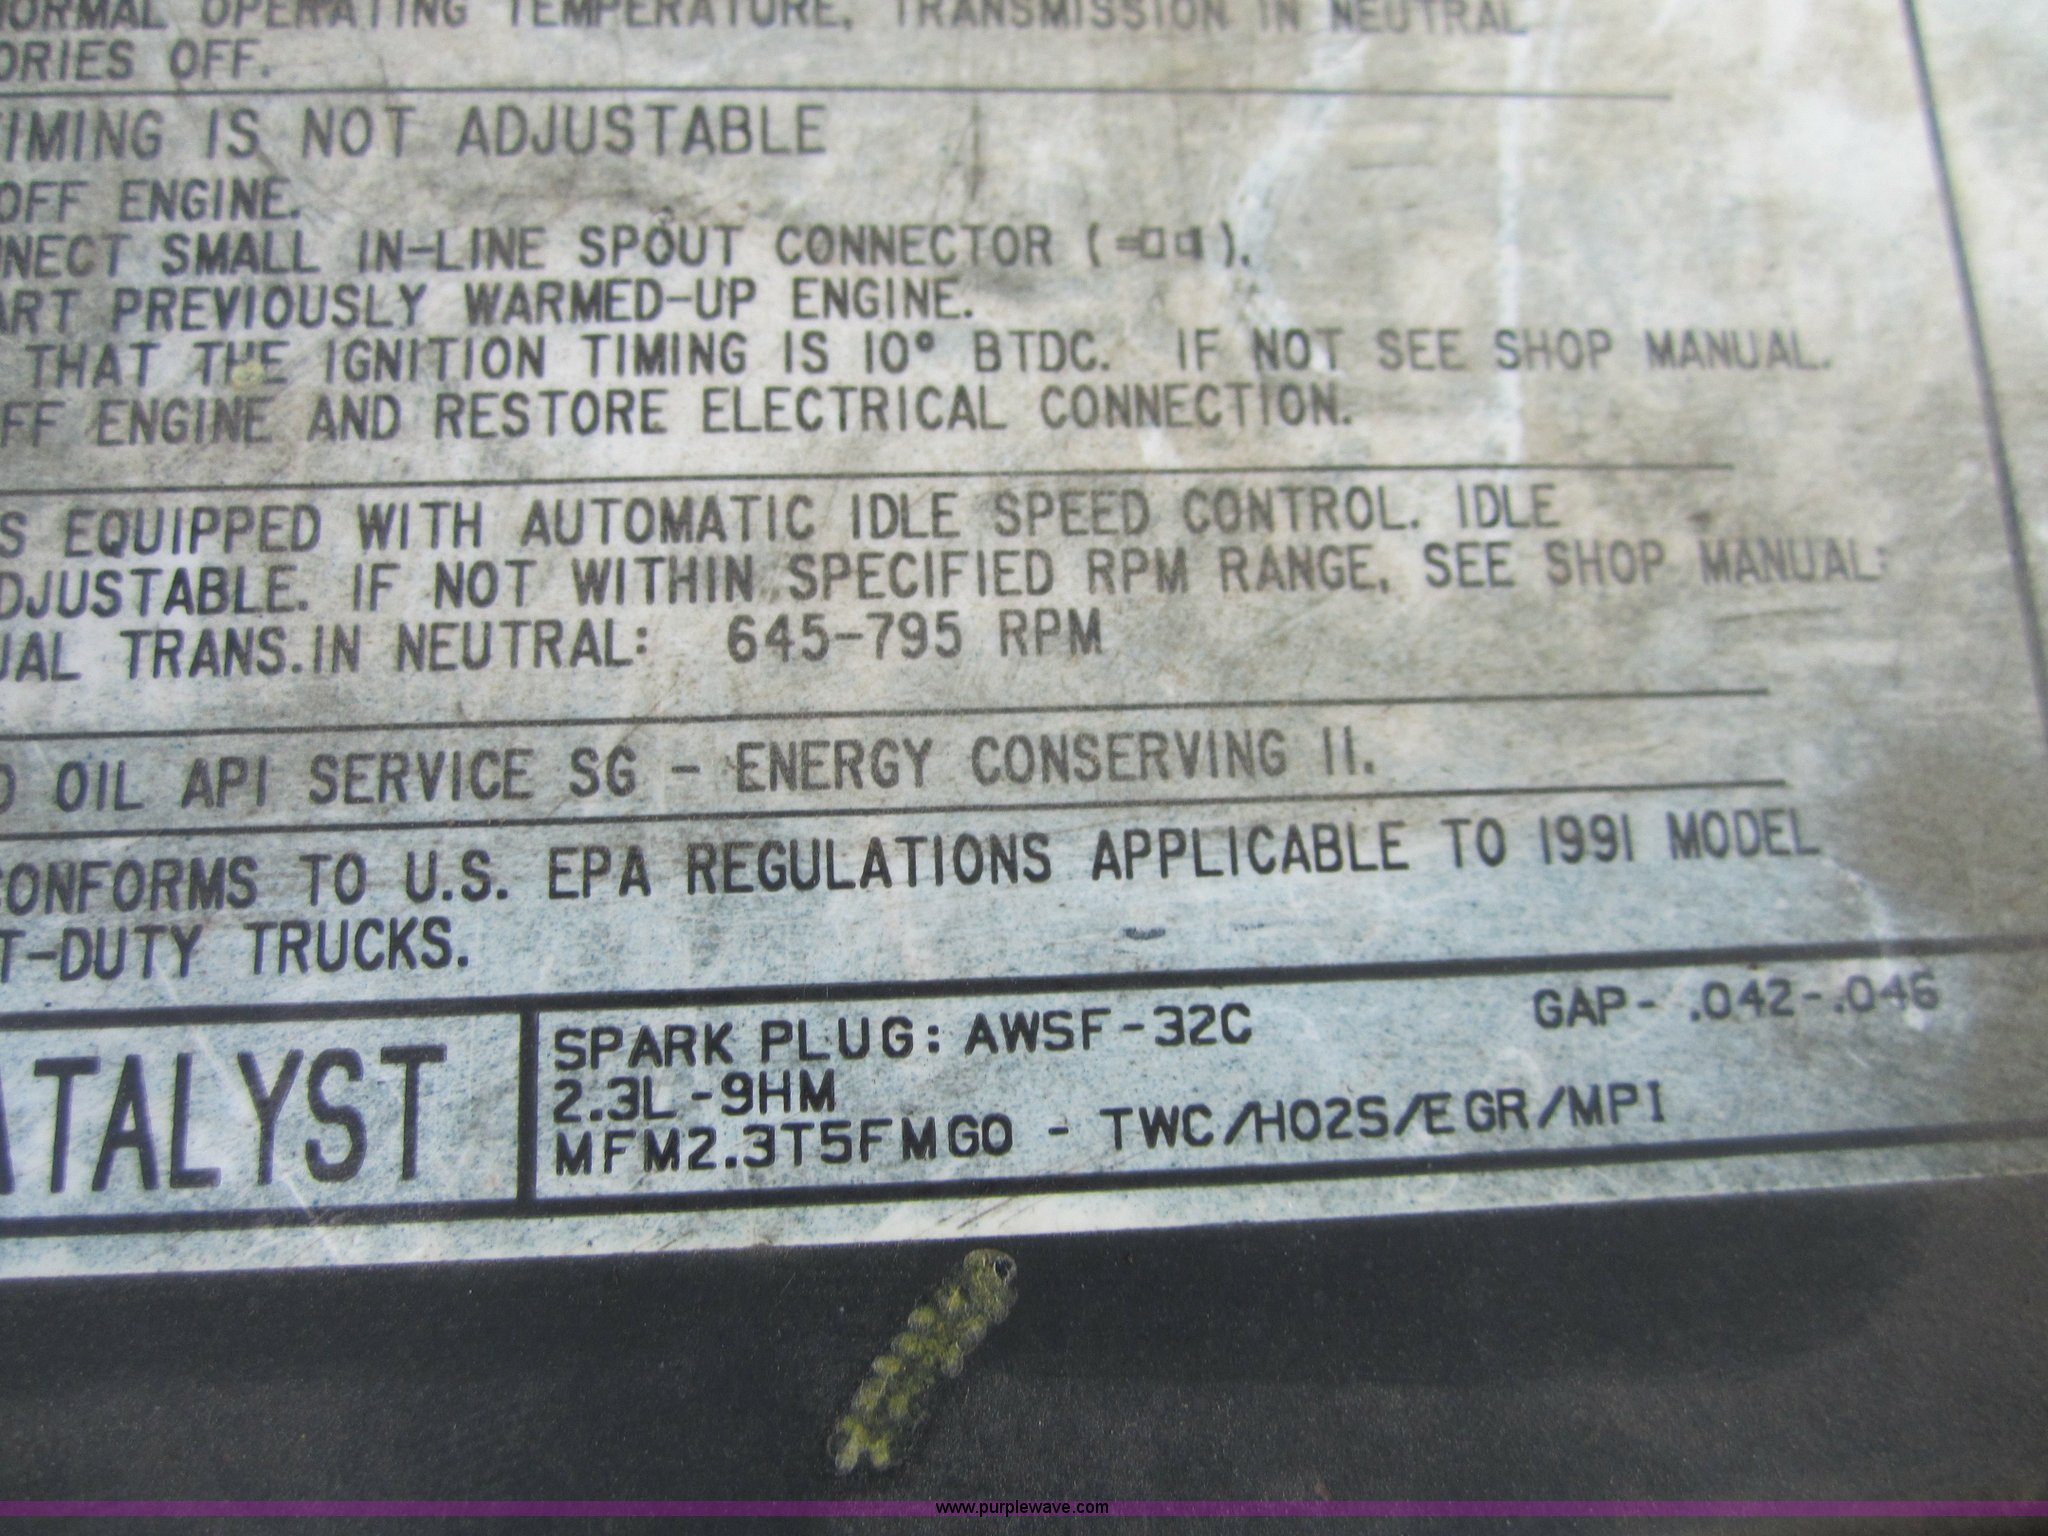 NORMAL OPERATING TEMPERATURE, TRANSMISSION IN NEUTRAL
ORIES OFF.
TIMING IS NOT ADJUSTABLE
OFF ENGINE.
NNECT SMALL IN-LINE SPOUT CONNECTOR ( ).
ART PREVIOUSLY WARMED-UP ENGINE.
THAT THE IGNITION TIMING IS 10° BTDC. IF NOT SEE SHOP MANUAL.
FF ENGINE AND RESTORE ELECTRICAL CONNECTION.
S EQUIPPED WITH AUTOMATIC IDLE SPEED CONTROL. IDLE
DJUSTABLE. IF NOT WITHIN SPECIFIED RPM RANGE, SEE SHOP MANUAL:
UAL TRANS. IN NEUTRAL: 645-795 RPM
D OIL API SERVICE SG - ENERGY CONSERVING II.
CONFORMS TO U.S. EPA REGULATIONS APPLICABLE TO 1991 MODEL
T-DUTY TRUCKS.
ATALYST
SPARK PLUG: AWSF-32C GAP- .042-.046
2.3L-9HM
MFM2.3T5FMG0 - TWC/HO2S/EGR/MPI
www.purplewave.com